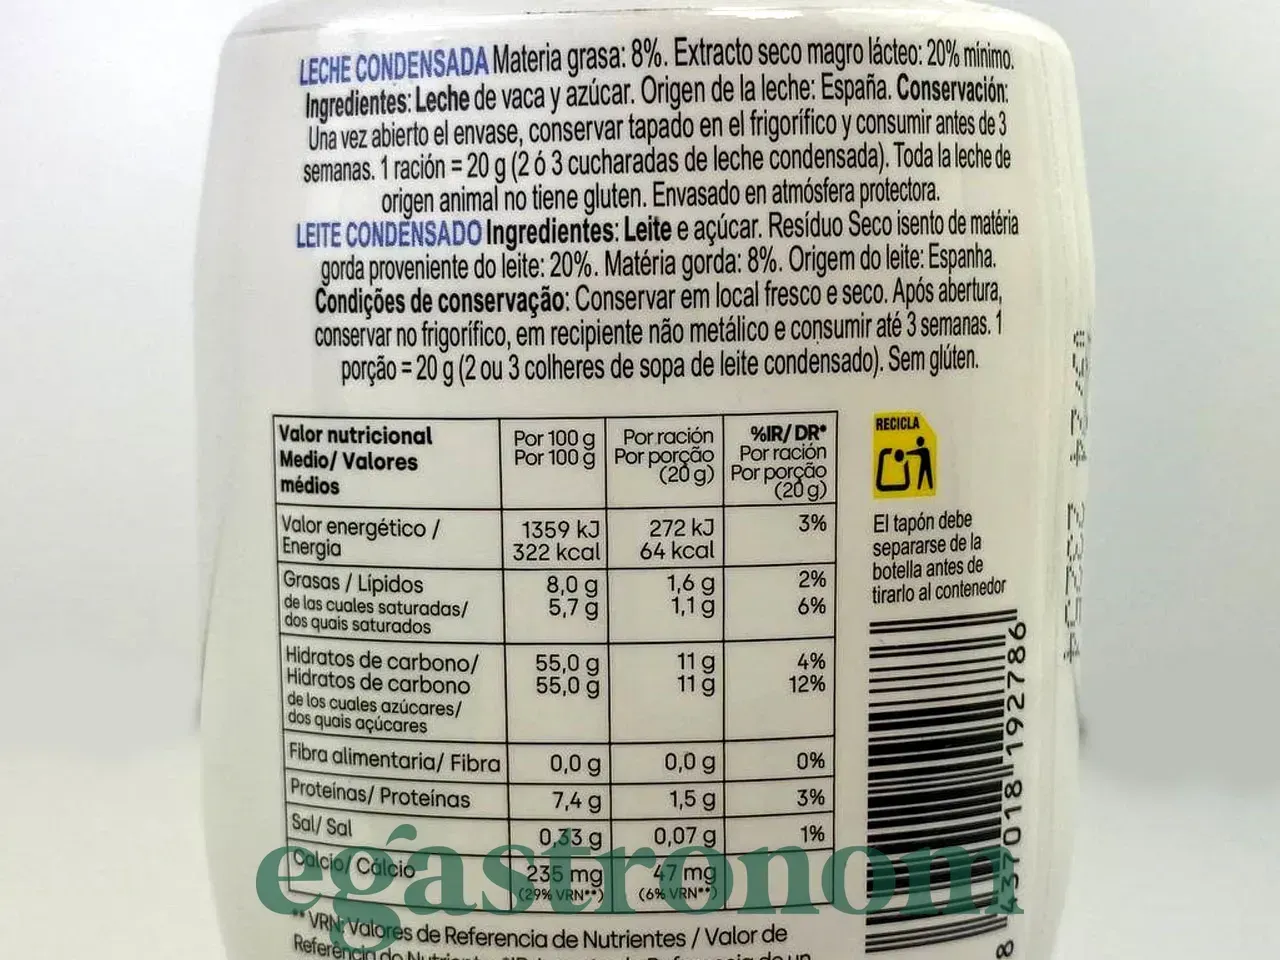 LECHE CONDENSADA Materia grasa: 8%. Extracto seco magro lácteo: 20% mínimo.
Ingredientes: Leche de vaca y azúcar. Origen de la leche: España. Conservación:
Una vez abierto el envase, conservar tapado en el frigorífico y consumir antes de 3
semanas. 1 ración = 20 g (2 ó 3 cucharadas de leche condensada). Toda la leche de
origen animal no tiene gluten. Envasado en atmósfera protectora.
LEITE CONDENSADO Ingredientes: Leite e açúcar. Resíduo Seco isento de matéria
gorda proveniente do leite: 20%. Matéria gorda: 8%. Origem do leite: Espanha.
Condições de conservação: Conservar em local fresco e seco. Após abertura,
conservar no frigorífico, em recipiente não metálico e consumir até 3 semanas. 1
porção = 20 g (2 ou 3 colheres de sopa de leite condensado). Sem glúten.
Valor nutricional
Medio/ Valores
médios
Por 100 g
Por 100 g
Por ración
Por porção
(20 g)
%IR/ DR*
Por ración
Por porção
(20 g)
Valor energético /
Energia
1359 kJ
322 kcal
272 kJ
64 kcal
3%
Grasas / Lípidos
de las cuales saturadas/
dos quais saturados
8,0 g
5,7 g
1,6 g
1,1 g
2%
6%
Hidratos de carbono/
Hidratos de carbono
de los cuales azúcares/
dos quais açúcares
55,0 g
55,0 g
11 g
11 g
4%
12%
Fibra alimentaria/ Fibra
0,0 g
0,0 g
0%
Proteínas/ Proteínas
7,4 g
1,5 g
3%
Sal/ Sal
0,33 g
0,07 g
1%
Calcio/ Cálcio
235 mg
(29% VRN**)
47 mg
(6% VRN**)
** VRN: Valores de Referencia de Nutrientes / Valor de
Referência do
RECICLA
El tapón debe
separarse de la
botella antes de
tirarlo al contenedor
8 437018 192786
egastronom